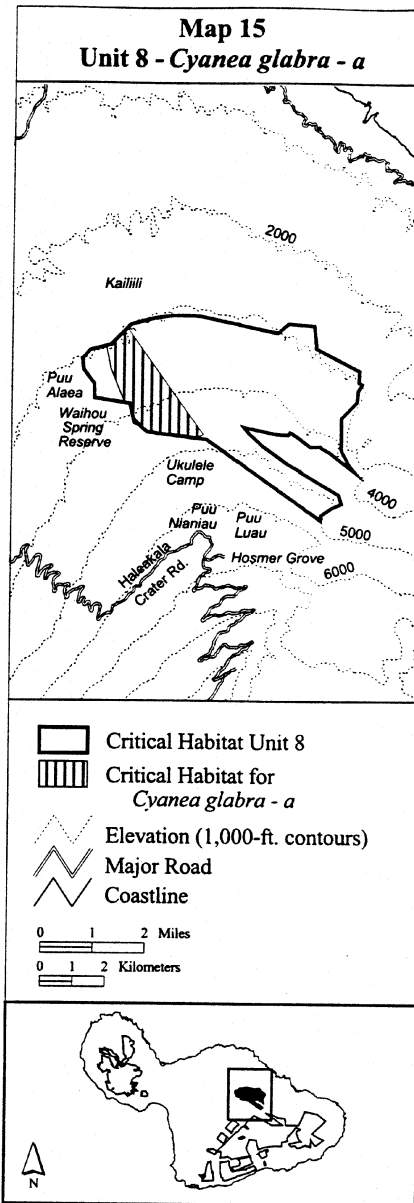 Map 15
Unit 8 - Cyanea glabra - a
2000
Kailiili
Puu
Alaea
Waihou
Spring
Reserve
Ukulele
Camp
4000
Puu
Nianiau
Puu
Luau
5000
Hosmer Grove
6000
Haleakala
Crater Rd.
Critical Habitat Unit 8
Critical Habitat for
Cyanea glabra - a
Elevation (1,000-ft. contours)
Major Road
Coastline
0 1 2 Miles
0 1 2 Kilometers
N